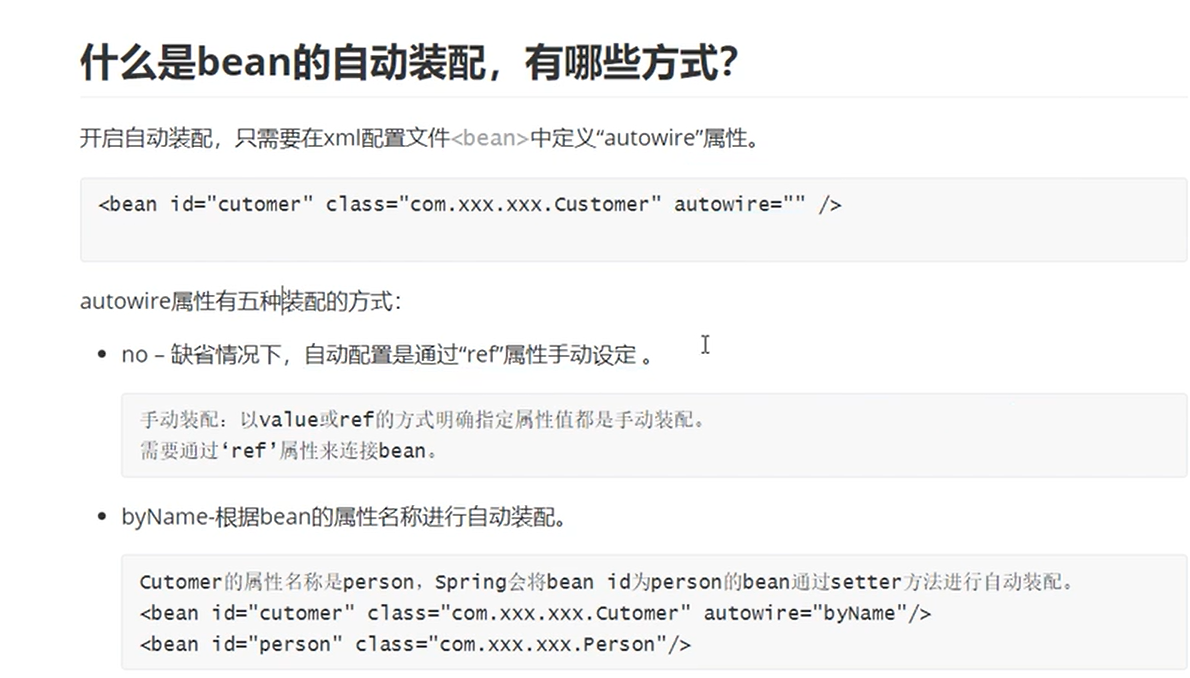 什么是bean的自动装配，有哪些方式？
开启自动装配，只需要在xml配置文件<bean>中定义“autowire”属性。
<bean id="cutomer" class="com.xxx.xxx.Customer" autowire="" />
autowire属性有五种装配的方式：
no – 缺省情况下，自动配置是通过“ref”属性手动设定 。
手动装配：以value或ref的方式明确指定属性值都是手动装配。
需要通过‘ref’属性来连接bean。
byName-根据bean的属性名称进行自动装配。
Cutomer的属性名称是person，Spring会将bean id为person的bean通过setter方法进行自动装配。
<bean id="cutomer" class="com.xxx.xxx.Cutomer" autowire="byName"/>
<bean id="person" class="com.xxx.xxx.Person"/>